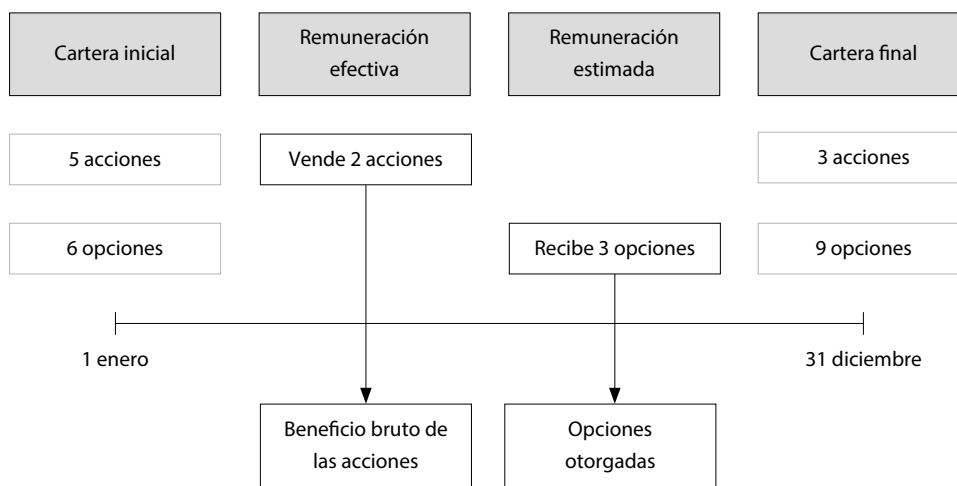 Cartera inicial
Remuneración
efectiva
Remuneración
estimada
Cartera final
5 acciones
Vende 2 acciones
3 acciones
6 opciones
Recibe 3 opciones
9 opciones
1 enero
31 diciembre
Beneficio bruto de
las acciones
Opciones
otorgadas